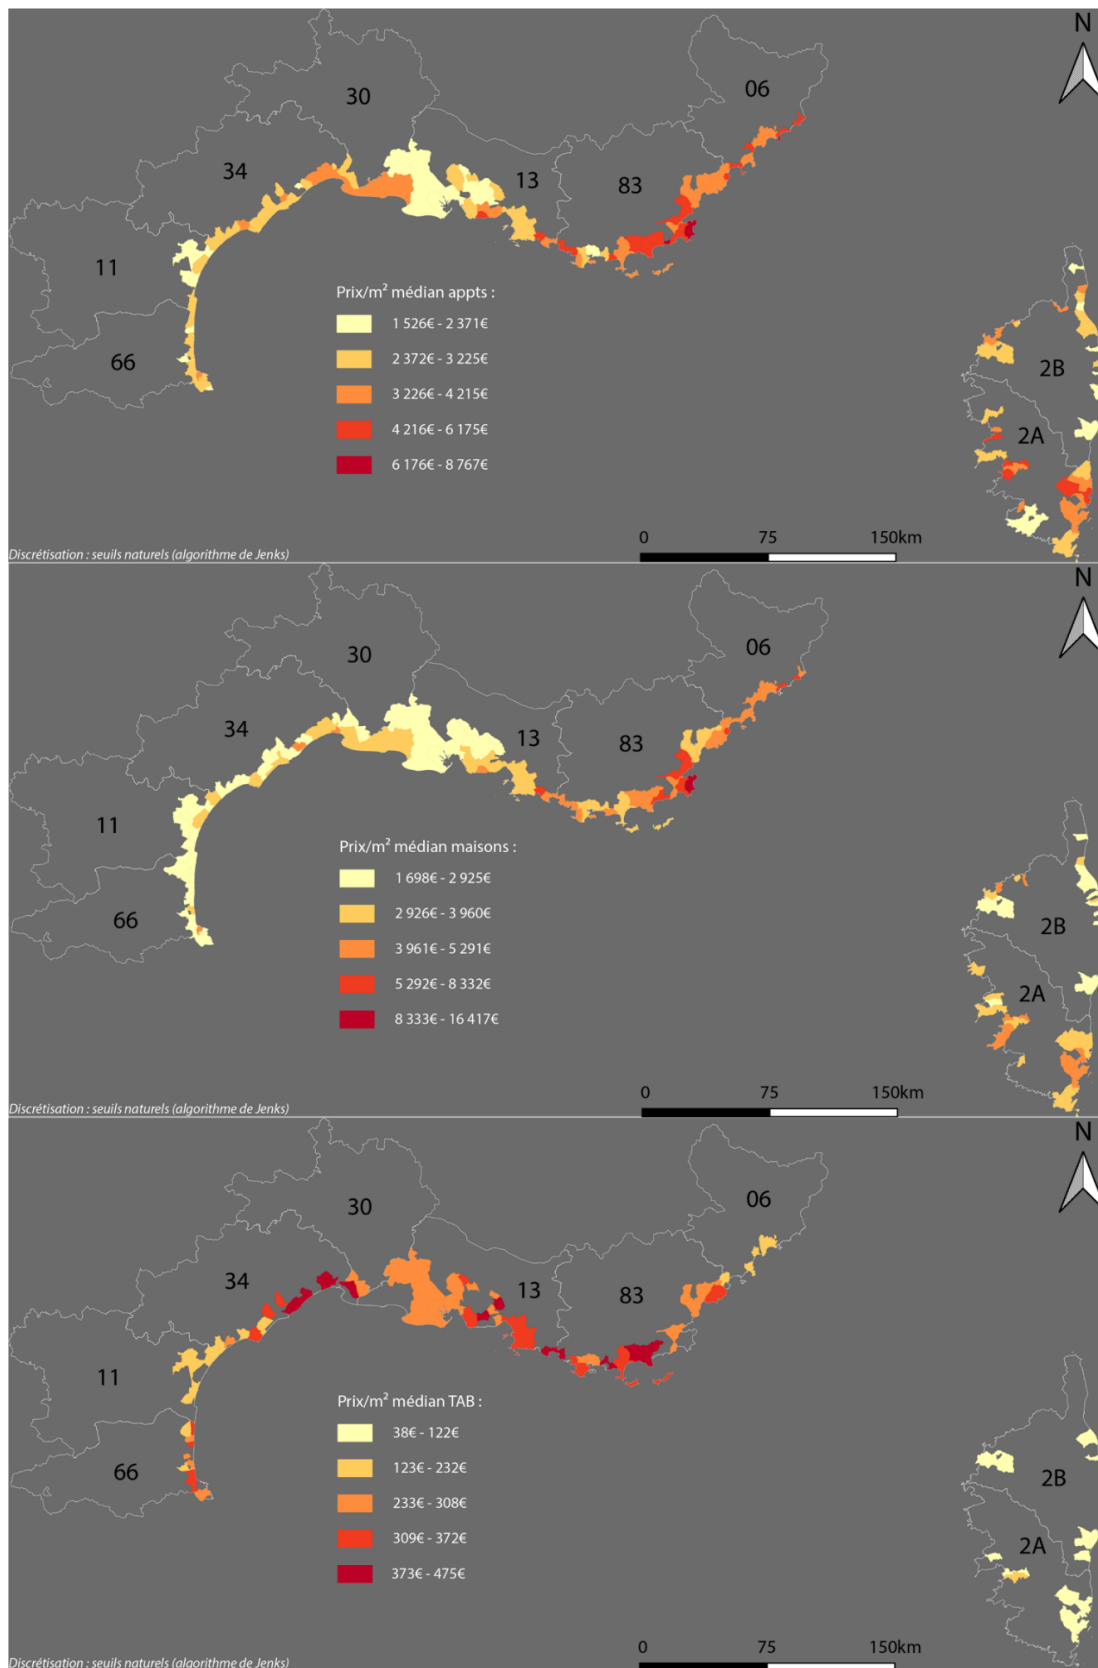 N
30
06
34
13
83
11
66
2B
2A
Prix/m² médian appts :
1 526€ - 2 371€
2 372€ - 3 225€
3 226€ - 4 215€
4 216€ - 6 175€
6 176€ - 8 767€
0 75 150km
Discrétisation : seuils naturels (algorithme de Jenks)
N
30
06
34
13
83
11
66
2B
2A
Prix/m² médian maisons :
1 698€ - 2 925€
2 926€ - 3 960€
3 961€ - 5 291€
5 292€ - 8 332€
8 333€ - 16 417€
0 75 150km
Discrétisation : seuils naturels (algorithme de Jenks)
N
30
06
34
13
83
11
66
2B
2A
Prix/m² médian TAB :
38€ - 122€
123€ - 232€
233€ - 308€
309€ - 372€
373€ - 475€
0 75 150km
Discrétisation : seuils naturels (algorithme de Jenks)